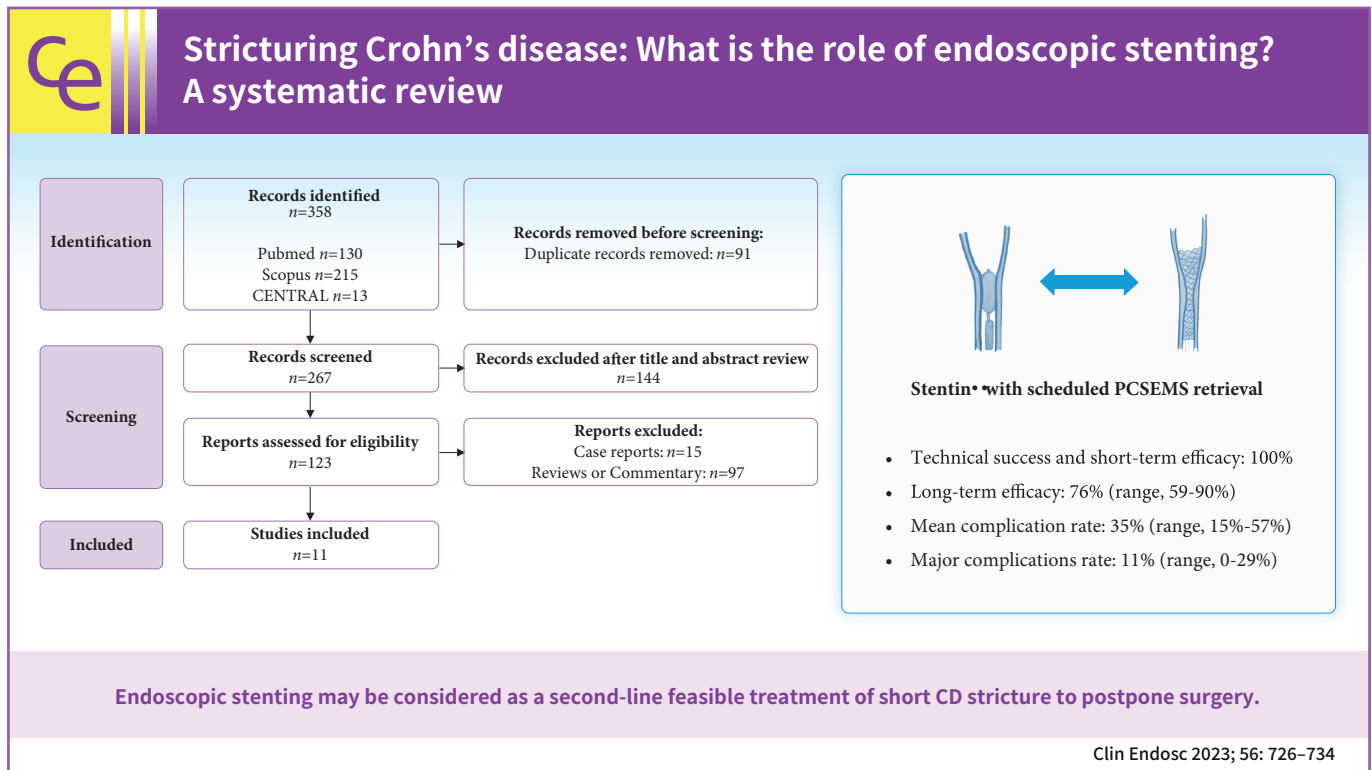 Ce
Stricturing Crohn's disease: What is the role of endoscopic stenting?
A systematic review
Identification
Records identified
n=358
Pubmed n=130
Scopus n=215
CENTRAL n=13
Records removed before screening:
Duplicate records removed: n=91
Screening
Records screened
n=267
Records excluded after title and abstract review
n=144
Reports assessed for eligibility
n=123
Reports excluded:
Case reports: n=15
Reviews or Commentary: n=97
Included
Studies included
n=11
Stentin• •with scheduled PCSEMS retrieval
• Technical success and short-term efficacy: 100%
• Long-term efficacy: 76% (range, 59-90%)
• Mean complication rate: 35% (range, 15%-57%)
• Major complications rate: 11% (range, 0-29%)
Endoscopic stenting may be considered as a second-line feasible treatment of short CD stricture to postpone surgery.
Clin Endosc 2023; 56: 726–734